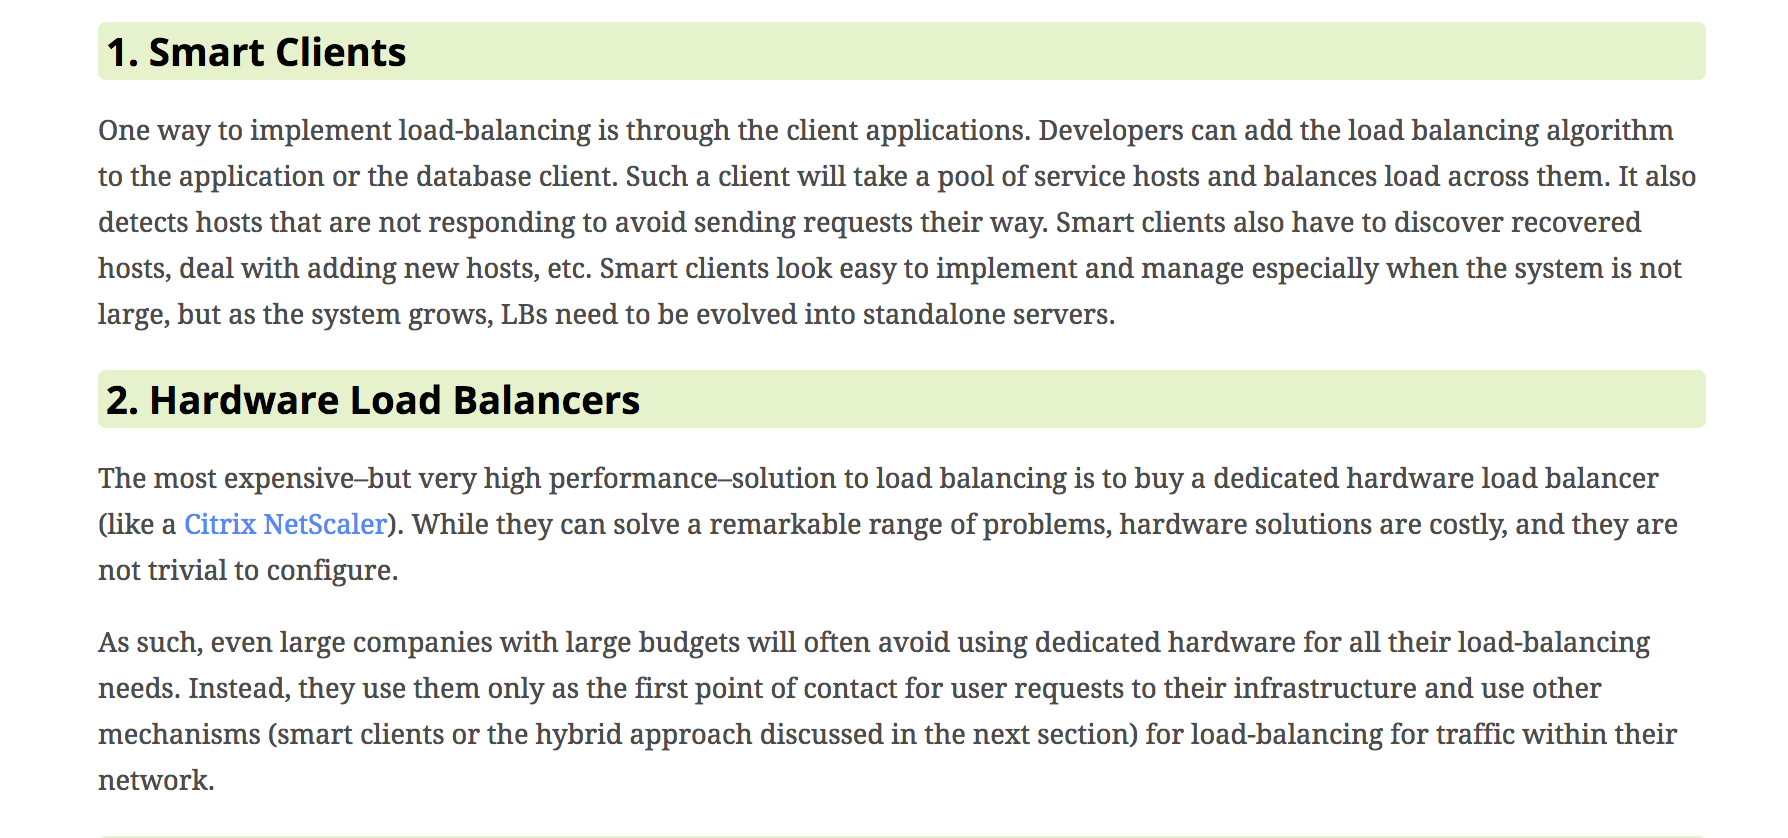 1. Smart Clients
One way to implement load-balancing is through the client applications. Developers can add the load balancing algorithm
to the application or the database client. Such a client will take a pool of service hosts and balances load across them. It also
detects hosts that are not responding to avoid sending requests their way. Smart clients also have to discover recovered
hosts, deal with adding new hosts, etc. Smart clients look easy to implement and manage especially when the system is not
large, but as the system grows, LBs need to be evolved into standalone servers.
2. Hardware Load Balancers
The most expensive–but very high performance–solution to load balancing is to buy a dedicated hardware load balancer
(like a Citrix NetScaler). While they can solve a remarkable range of problems, hardware solutions are costly, and they are
not trivial to configure.
As such, even large companies with large budgets will often avoid using dedicated hardware for all their load-balancing
needs. Instead, they use them only as the first point of contact for user requests to their infrastructure and use other
mechanisms (smart clients or the hybrid approach discussed in the next section) for load-balancing for traffic within their
network.